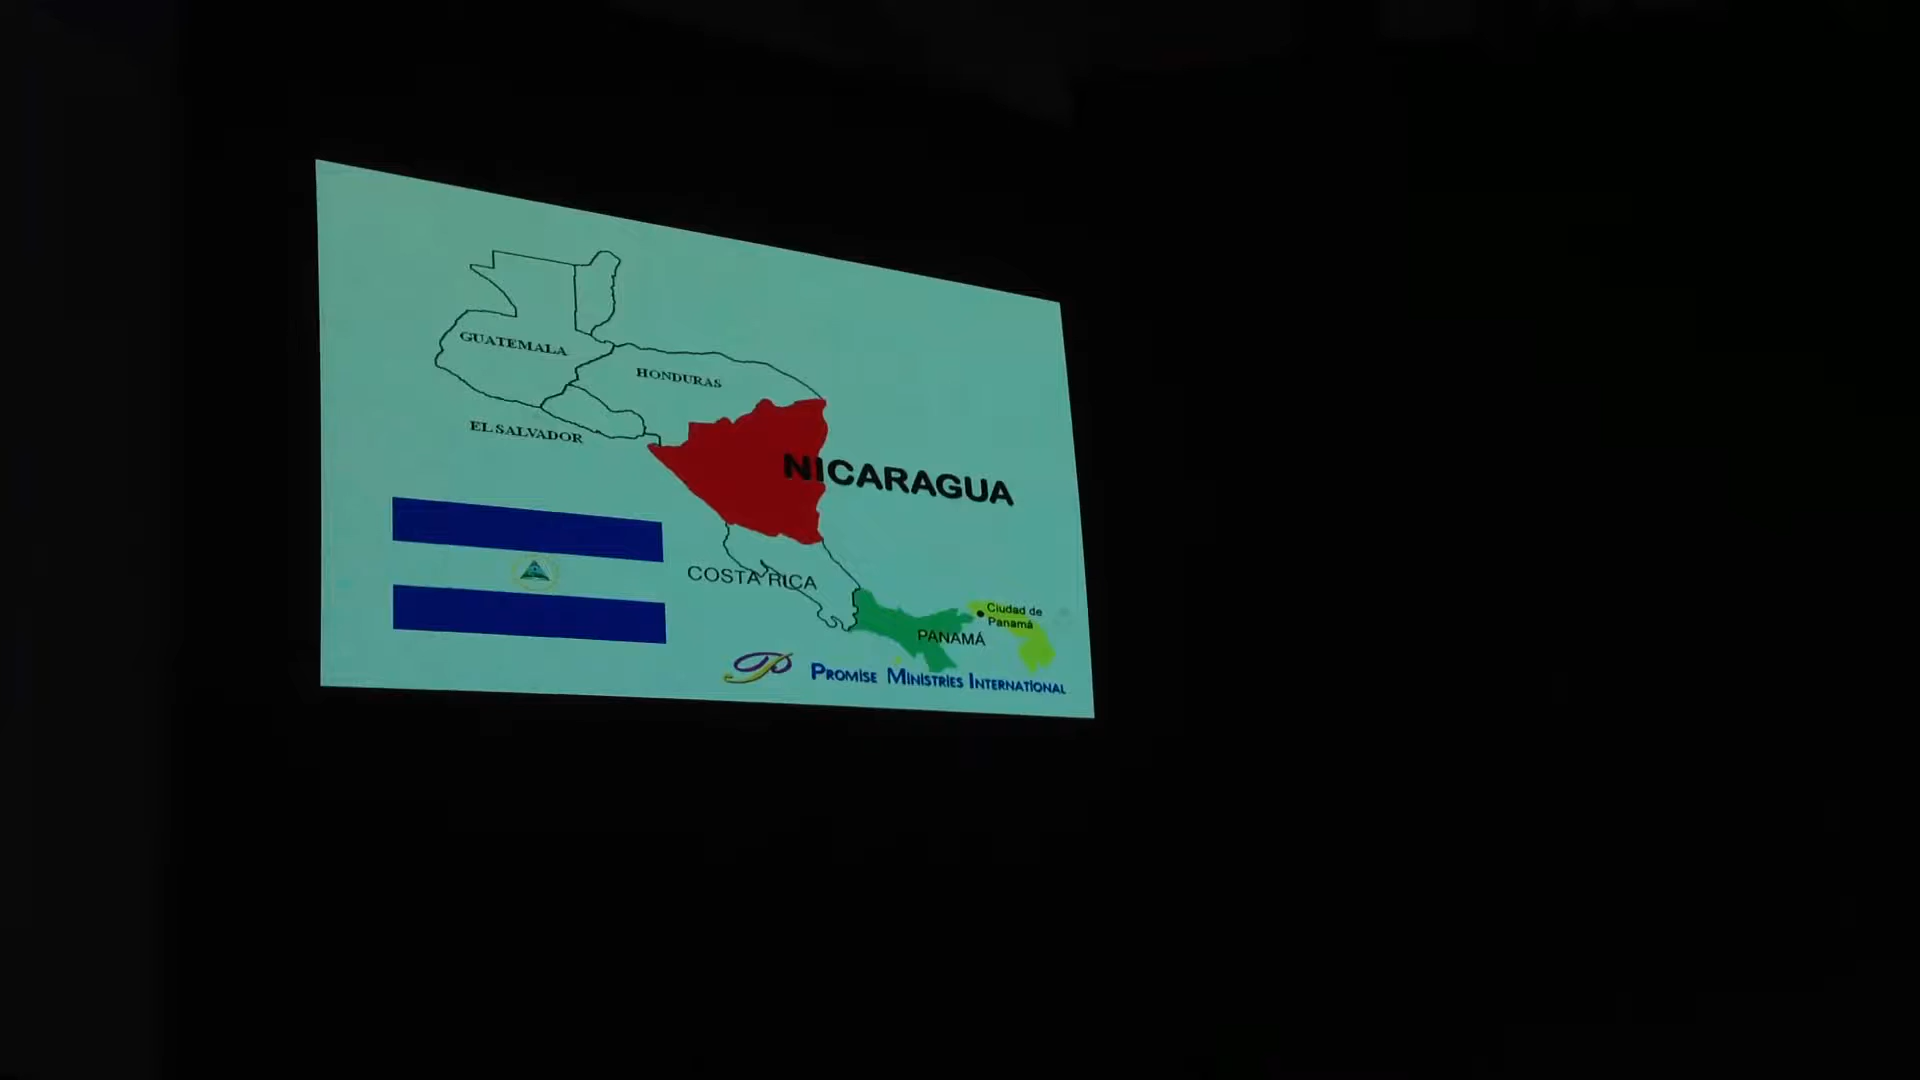 GUATEMALA
HONDURAS
EL SALVADOR
NICARAGUA
COSTA RICA
Ciudad de
Panamá
PANAMÁ
PROMISE MINISTRIES INTERNATIONAL